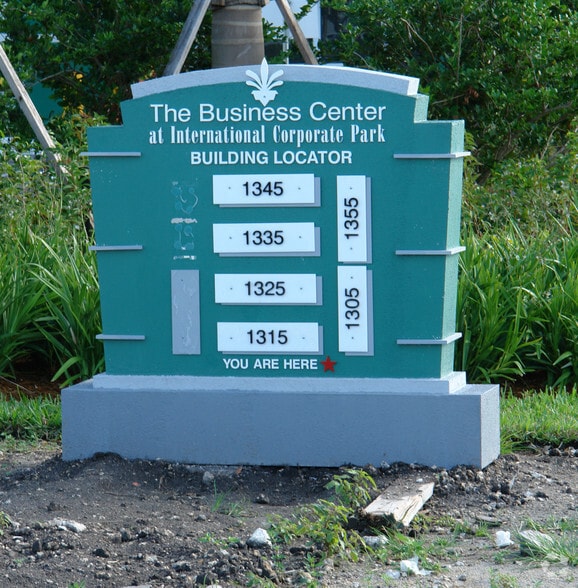 The Business Center
at International Corporate Park
BUILDING LOCATOR
1345
1355
1335
1325
1305
1315
YOU ARE HERE